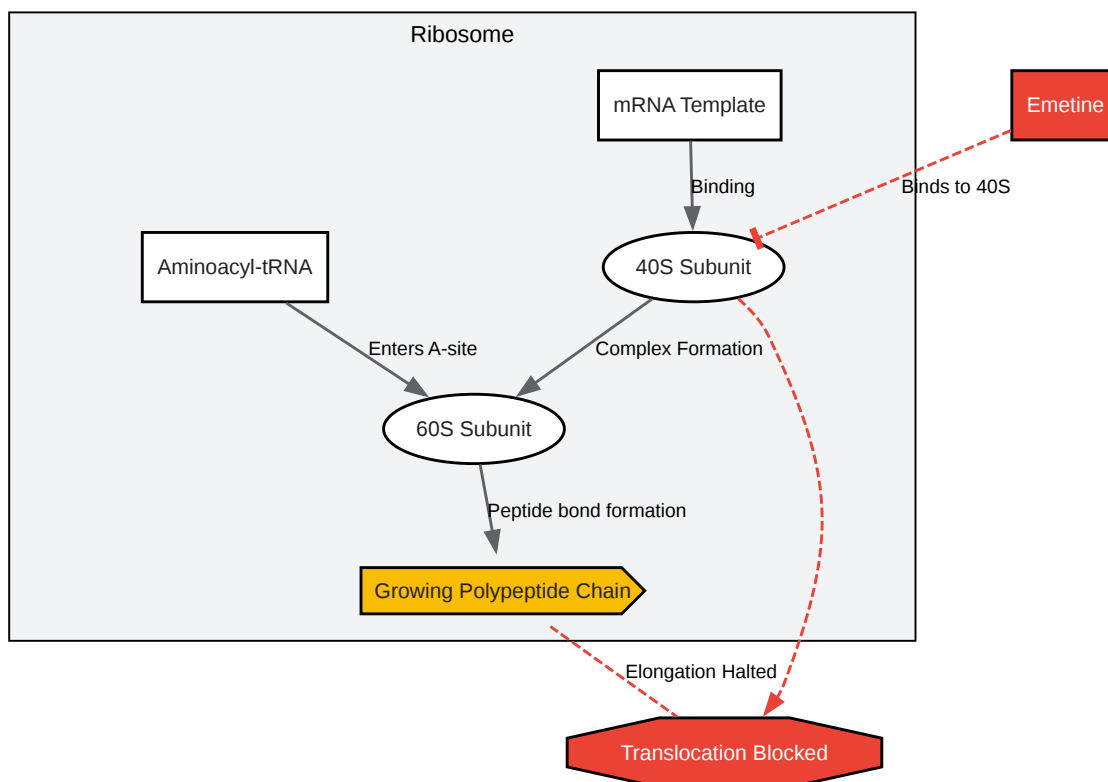 Ribosome
mRNA Template
Emetine
Binding
Binds to 40S
Aminoacyl-tRNA
40S Subunit
Enters A-site
Complex Formation
60S Subunit
Peptide bond formation
Growing Polypeptide Chain
Elongation Halted
Translocation Blocked